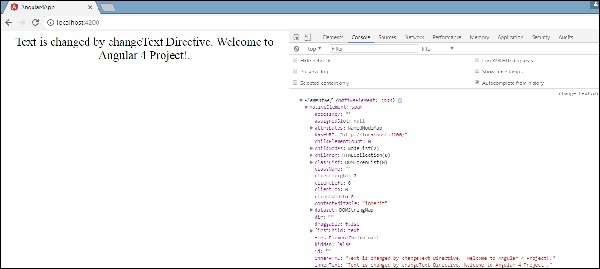 Angular4App
localhost:4200
Text is changed by changeText Directive. Welcome to
Angular 4 Project!.
Elements Console Sources Network Performance Memory Application Security Audits
top Filter Info
Selected content only
Autocomplete from history
ElementRef {nativeElement: span}
nativeElement: span
accessKey: ""
assignedSlot: null
attributes: NamedNodeMap
baseURI: "http://localhost:4200/"
childElementCount: 0
childNodes: NodeList(2)
children: HTMLCollection(0)
classList: DOMTokenList(0)
className: ""
clientHeight: 0
clientLeft: 0
clientTop: 0
clientWidth: 0
contentEditable: "inherit"
dataset: DOMStringMap
dir: ""
draggable: false
firstChild: text
firstElementChild: null
hidden: false
id: ""
innerHTML: "Text is changed by changeText Directive. Welcome to Angular 4 Project!."
innerText: "Text is changed by changeText Directive. Welcome to Angular 4 Project!."